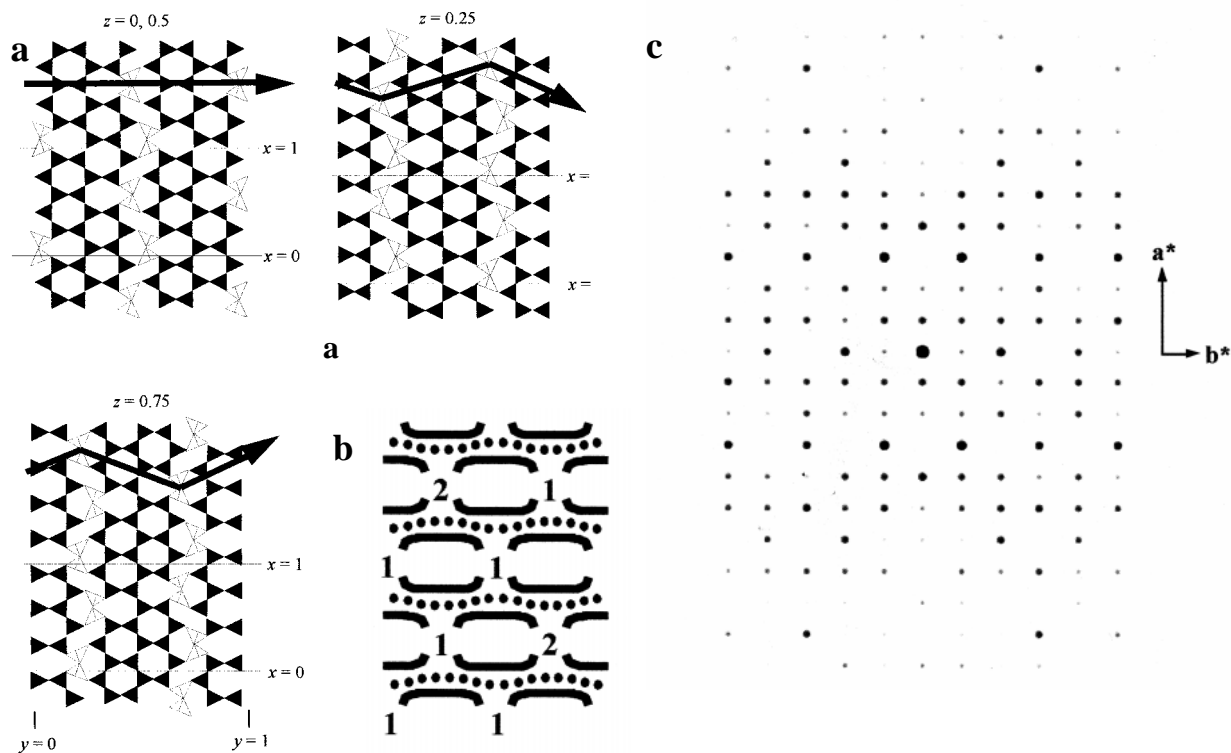 a
z = 0, 0.5
x = 1
x = 0
z = 0.25
x =
x =
a
z = 0.75
x = 1
x = 0
y = 0
y = 1
b
2 1
1 1
1 2
1 1
c
a*
b*